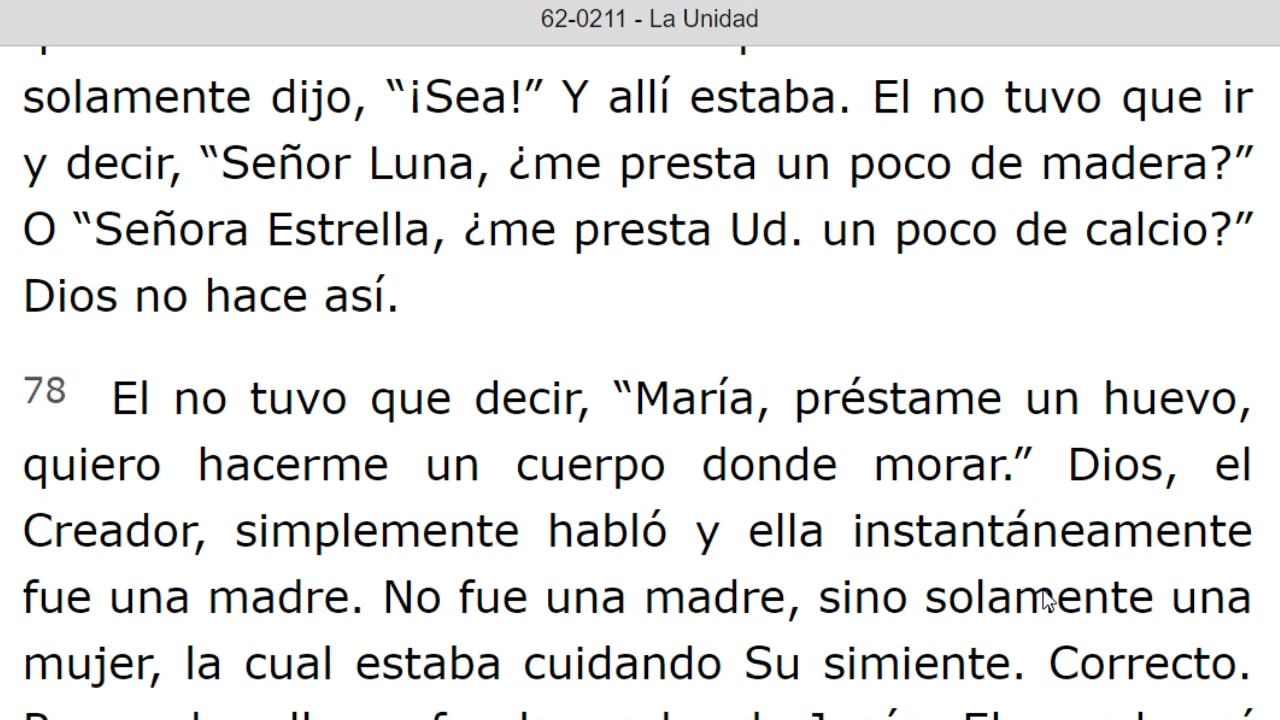 62-0211 - La Unidad
solamente dijo, “¡Sea!” Y allí estaba. El no tuvo que ir
y decir, “Señor Luna, ¿me presta un poco de madera?”
O “Señora Estrella, ¿me presta Ud. un poco de calcio?”
Dios no hace así.
78 El no tuvo que decir, “María, préstame un huevo,
quiero hacerme un cuerpo donde morar.” Dios, el
Creador, simplemente habló y ella instantáneamente
fue una madre. No fue una madre, sino solamente una
mujer, la cual estaba cuidando Su simiente. Correcto.